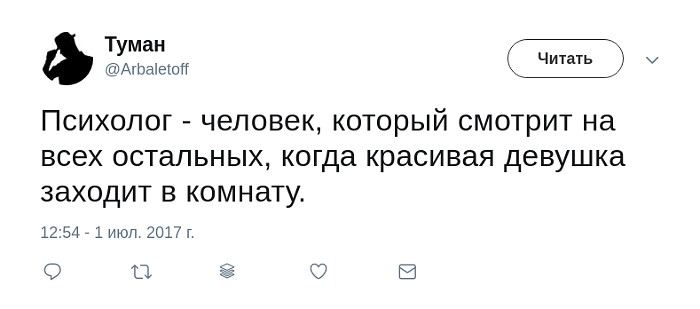 Туман
@Arbaletoff
Читать
Психолог - человек, который смотрит на
всех остальных, когда красивая девушка
заходит в комнату.
12:54 - 1 июл. 2017 г.